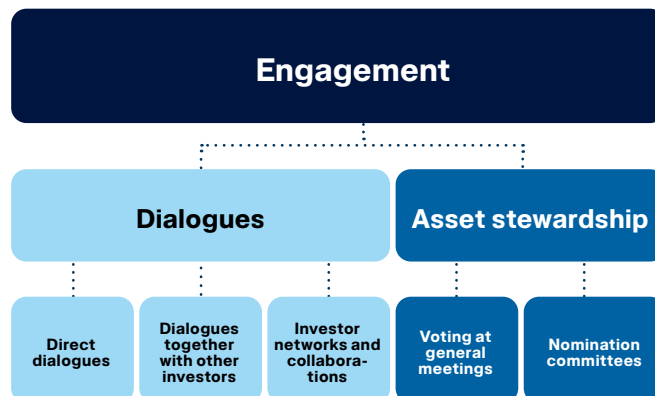 Engagement
Dialogues
Asset stewardship
Direct
dialogues
Dialogues
together
with other
investors
Investor
networks and
collabora-
tions
Voting at
general
meetings
Nomination
committees